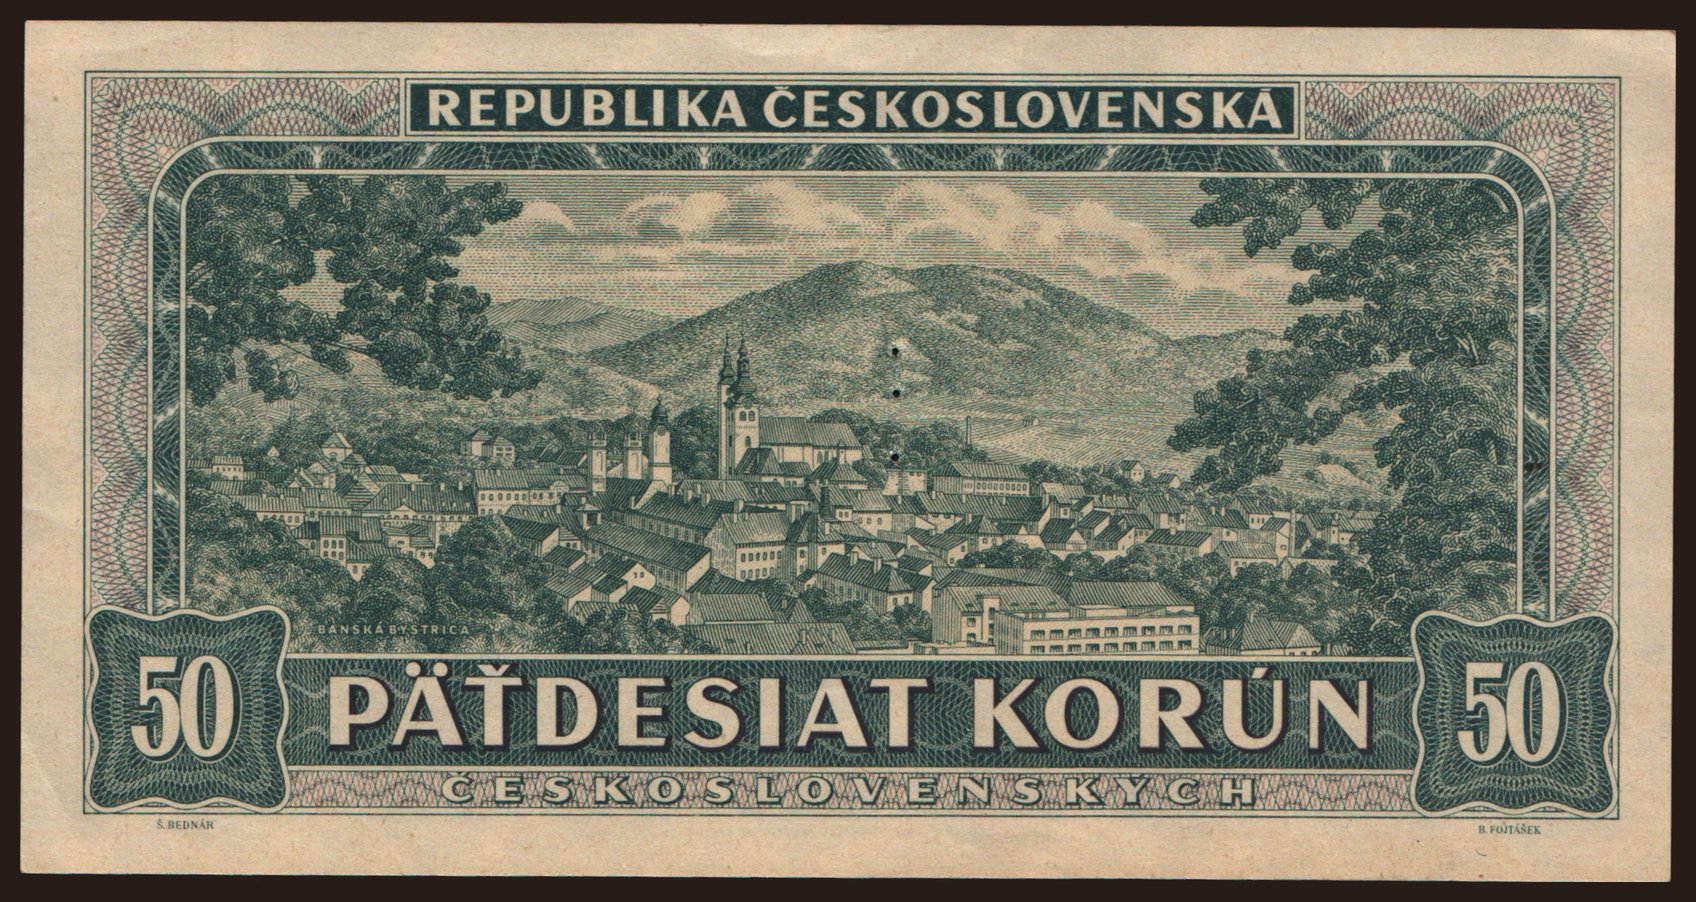 REPUBLIKA ČESKOSLOVENSKÁ
BANSKÁ BYSTRICA
50 PÄŤDESIAT KORÚN 50
ČESKOSLOVENSKÝCH
Š. BEDNÁR B. FOJTÁŠEK